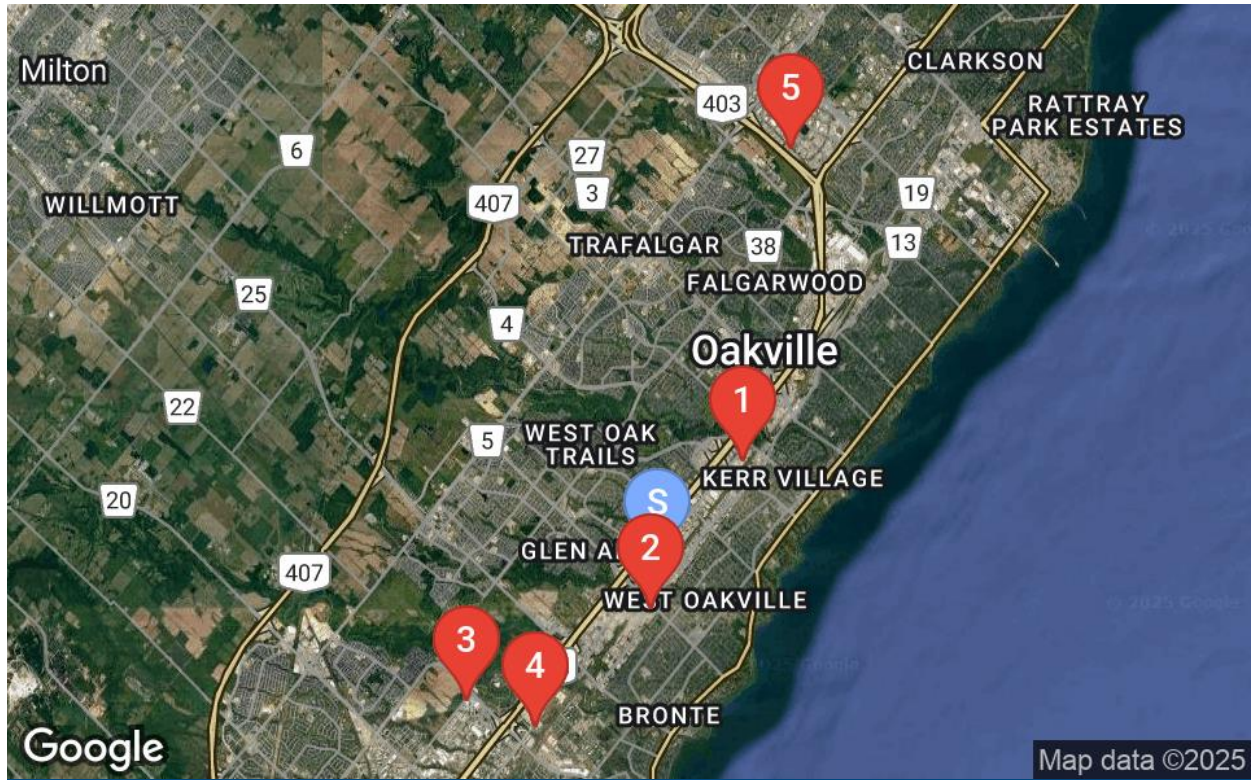 CLARKSON
Milton
403
5
RATTRAY
PARK ESTATES
6
27
3
19
WILLMOTT
407
TRAFALGAR
38
13
FALGARWOOD
25
4
Oakville
1
22
5
WEST OAK
TRAILS
KERR VILLAGE
20
S
GLEN A
2
407
WEST OAKVILLE
3
4
BRONTE
Google
Map data ©2025